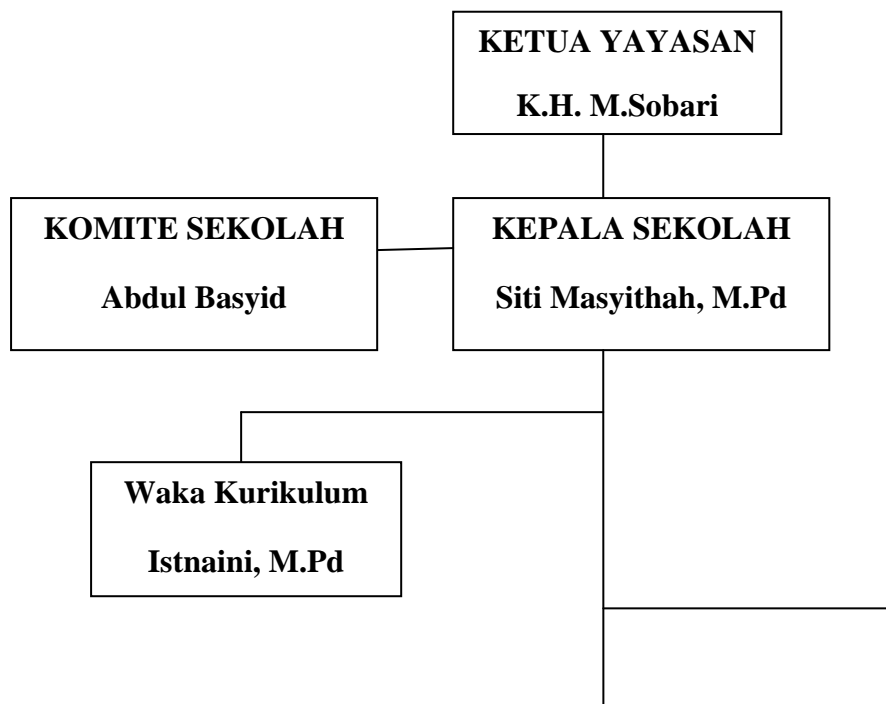 KETUA YAYASAN
K.H. M.Sobari
KOMITE SEKOLAH
Abdul Basyid
KEPALA SEKOLAH
Siti Masyithah, M.Pd
Waka Kurikulum
Istnaini, M.Pd